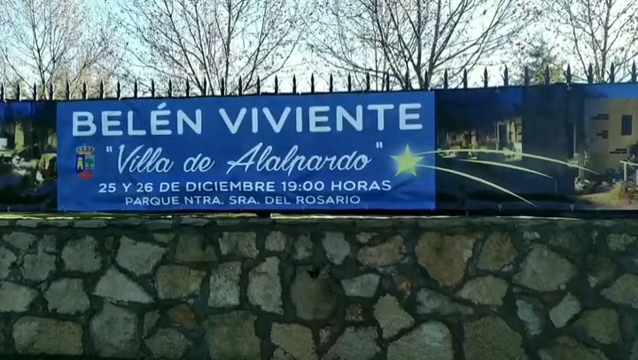 BELÉN VIVIENTE
"Villa de Alalpardo"
25 Y 26 DE DICIEMBRE 19:00 HORAS
PARQUE NTRA. SRA. DEL ROSARIO